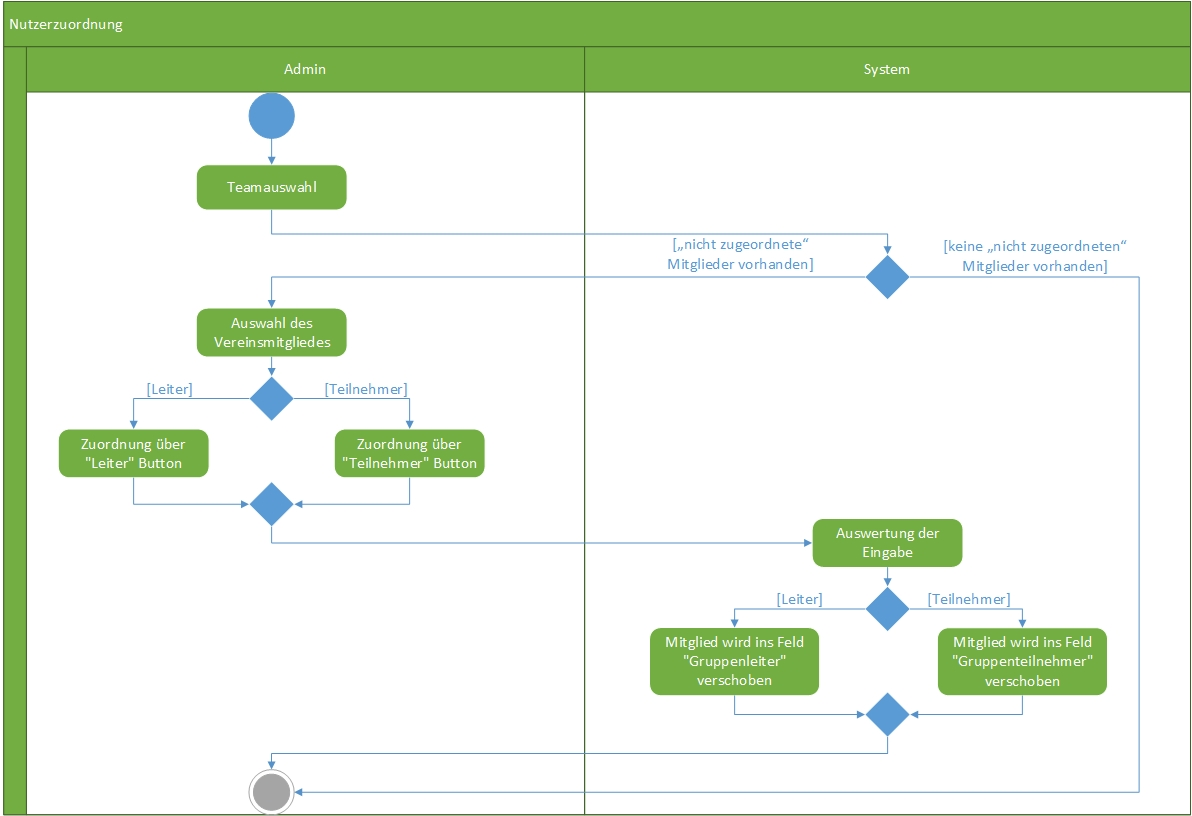 Nutzerzuordnung
Admin
System
Teamauswahl
[„nicht zugeordnete“
Mitglieder vorhanden]
[keine „nicht zugeordneten“
Mitglieder vorhanden]
Auswahl des
Vereinsmitgliedes
[Leiter]
[Teilnehmer]
Zuordnung über
"Leiter" Button
Zuordnung über
"Teilnehmer" Button
Auswertung der
Eingabe
[Leiter]
[Teilnehmer]
Mitglied wird ins Feld
"Gruppenleiter"
verschoben
Mitglied wird ins Feld
"Gruppenteilnehmer"
verschoben